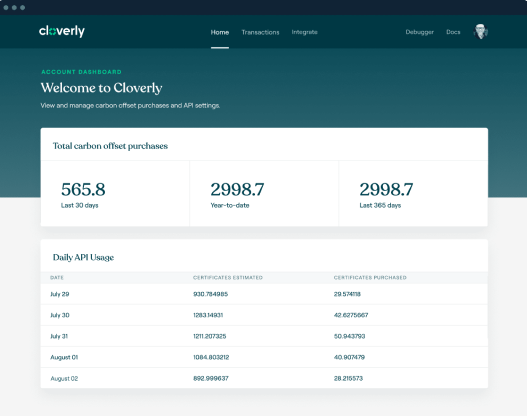 cloverly
Home Transactions Integrate Debugger Docs
ACCOUNT DASHBOARD
Welcome to Cloverly
View and manage carbon offset purchases and API settings.
Total carbon offset purchases
565.8 2998.7 2998.7
Last 30 days Year-to-date Last 365 days
Daily API Usage
DATE CERTIFICATES ESTIMATED CERTIFICATES PURCHASED
July 29 930.784985 29.574118
July 30 1283.14931 42.6275667
July 31 1211.207325 50.943793
August 01 1084.803212 40.907479
August 02 892.999637 28.215573